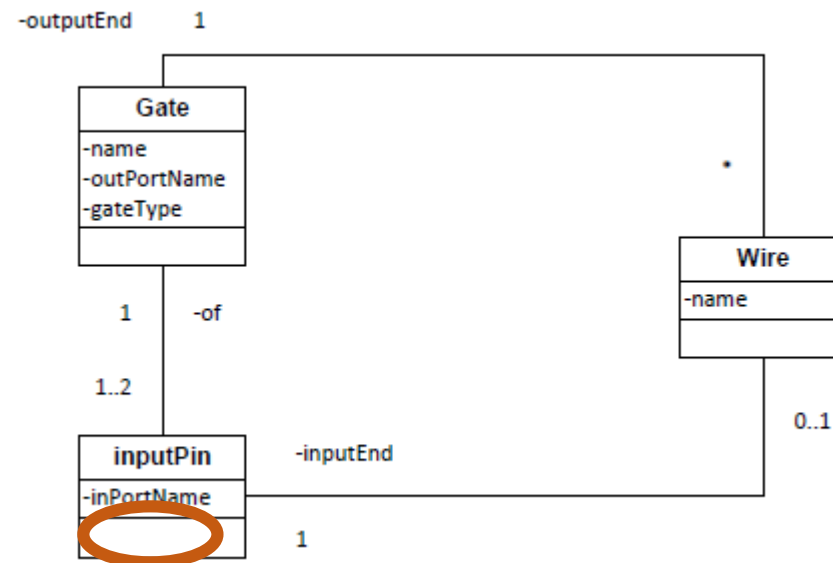 -outputEnd 1
Gate
-name
-outPortName
-gateType
*
Wire
-name
1 -of
1..2
0..1
inputPin
-inputEnd
-inPortName
1